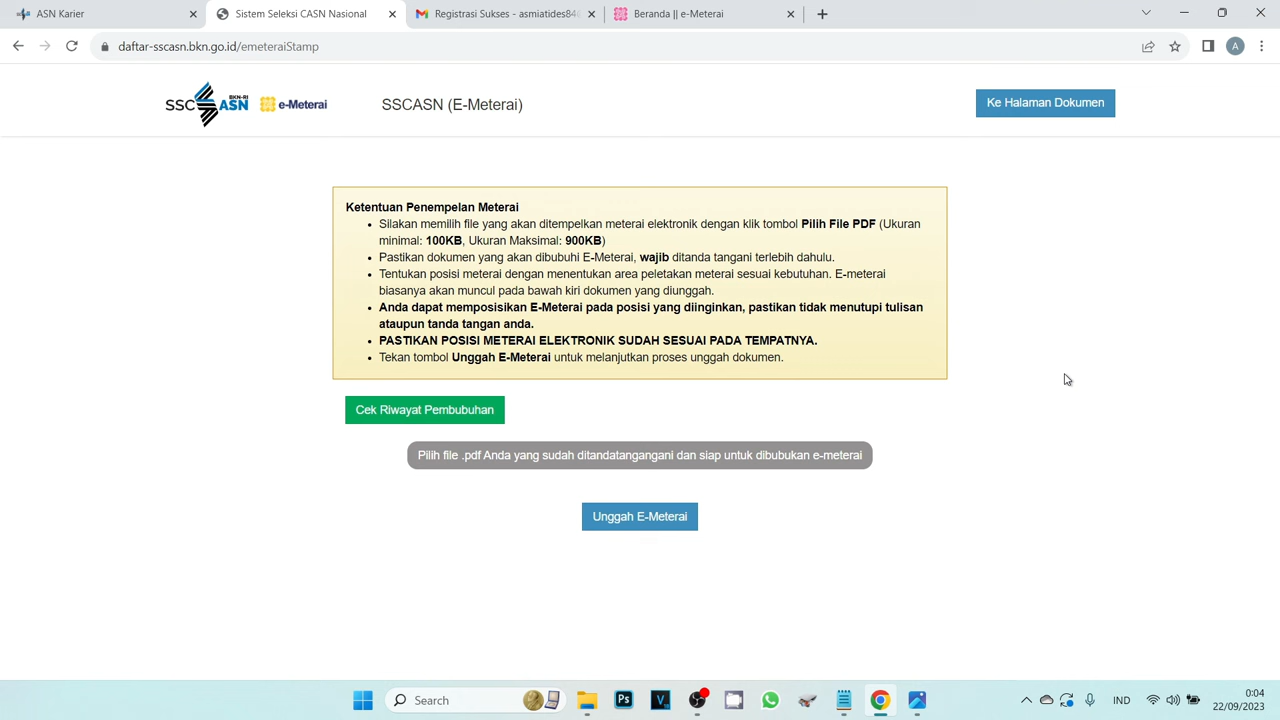 ASN Karier
Sistem Seleksi CASN Nasional
Registrasi Sukses - asmiatides846
Beranda || e-Meterai
daftar-sscasn.bkn.go.id/emeteraiStamp
A
SSC ASN BKN-RI
e-Meterai
SSCASN (E-Meterai)
Ke Halaman Dokumen
Ketentuan Penempelan Meterai
• Silakan memilih file yang akan ditempelkan meterai elektronik dengan klik tombol Pilih File PDF (Ukuran
minimal: 100KB, Ukuran Maksimal: 900KB)
• Pastikan dokumen yang akan dibubuhi E-Meterai, wajib ditanda tangani terlebih dahulu.
• Tentukan posisi meterai dengan menentukan area peletakan meterai sesuai kebutuhan. E-meterai
biasanya akan muncul pada bawah kiri dokumen yang diunggah.
• Anda dapat memposisikan E-Meterai pada posisi yang diinginkan, pastikan tidak menutupi tulisan
ataupun tanda tangan anda.
• PASTIKAN POSISI METERAI ELEKTRONIK SUDAH SESUAI PADA TEMPATNYA.
• Tekan tombol Unggah E-Meterai untuk melanjutkan proses unggah dokumen.
Cek Riwayat Pembubuhan
Pilih file .pdf Anda yang sudah ditandatangangani dan siap untuk dibubukan e-meterai
Unggah E-Meterai
Search
Ps
V
IND
0:04
22/09/2023